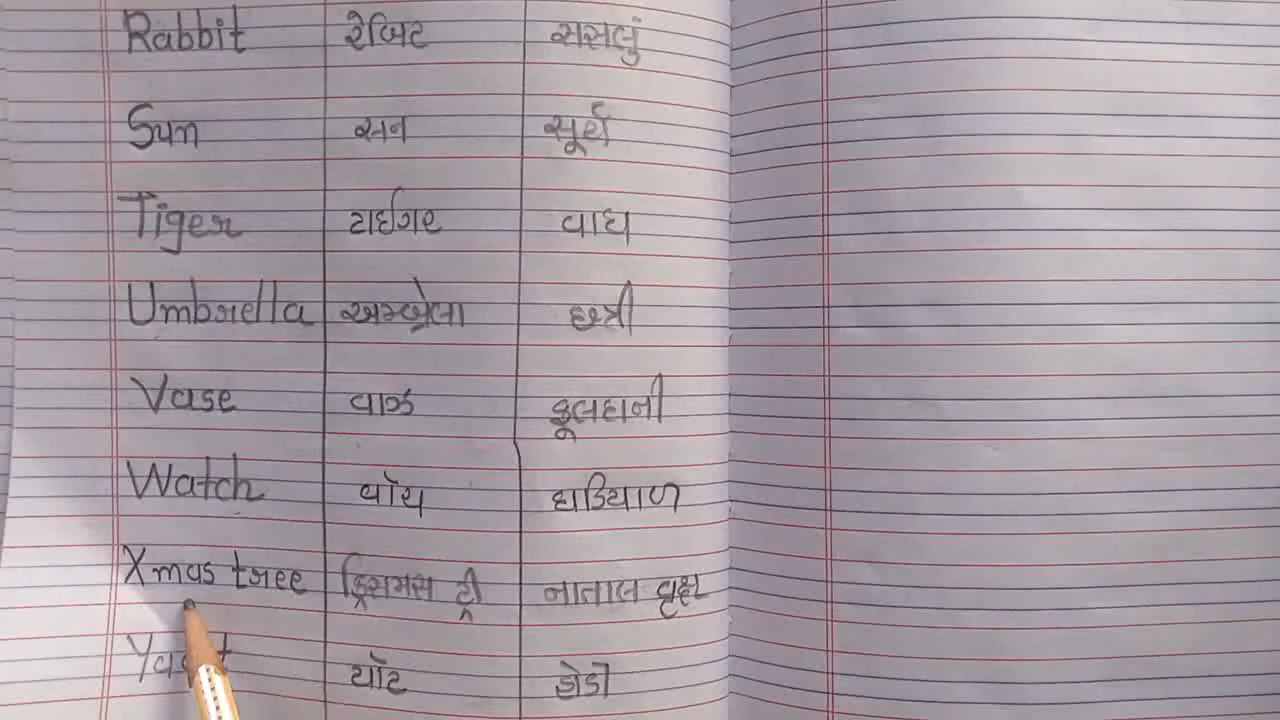 Rabbit રેબિટ સસલું
Sun સન સૂર્ય
Tiger ટાઈગર વાઘ
Umbrella અમ્બ્રેલા છત્રી
Vase વાઝ ફૂલદાની
Watch વૉચ ઘડિયાળ
Xmas tree ક્રિસમસ ટ્રી નાતાલ વૃક્ષ
યૉટ હોડી